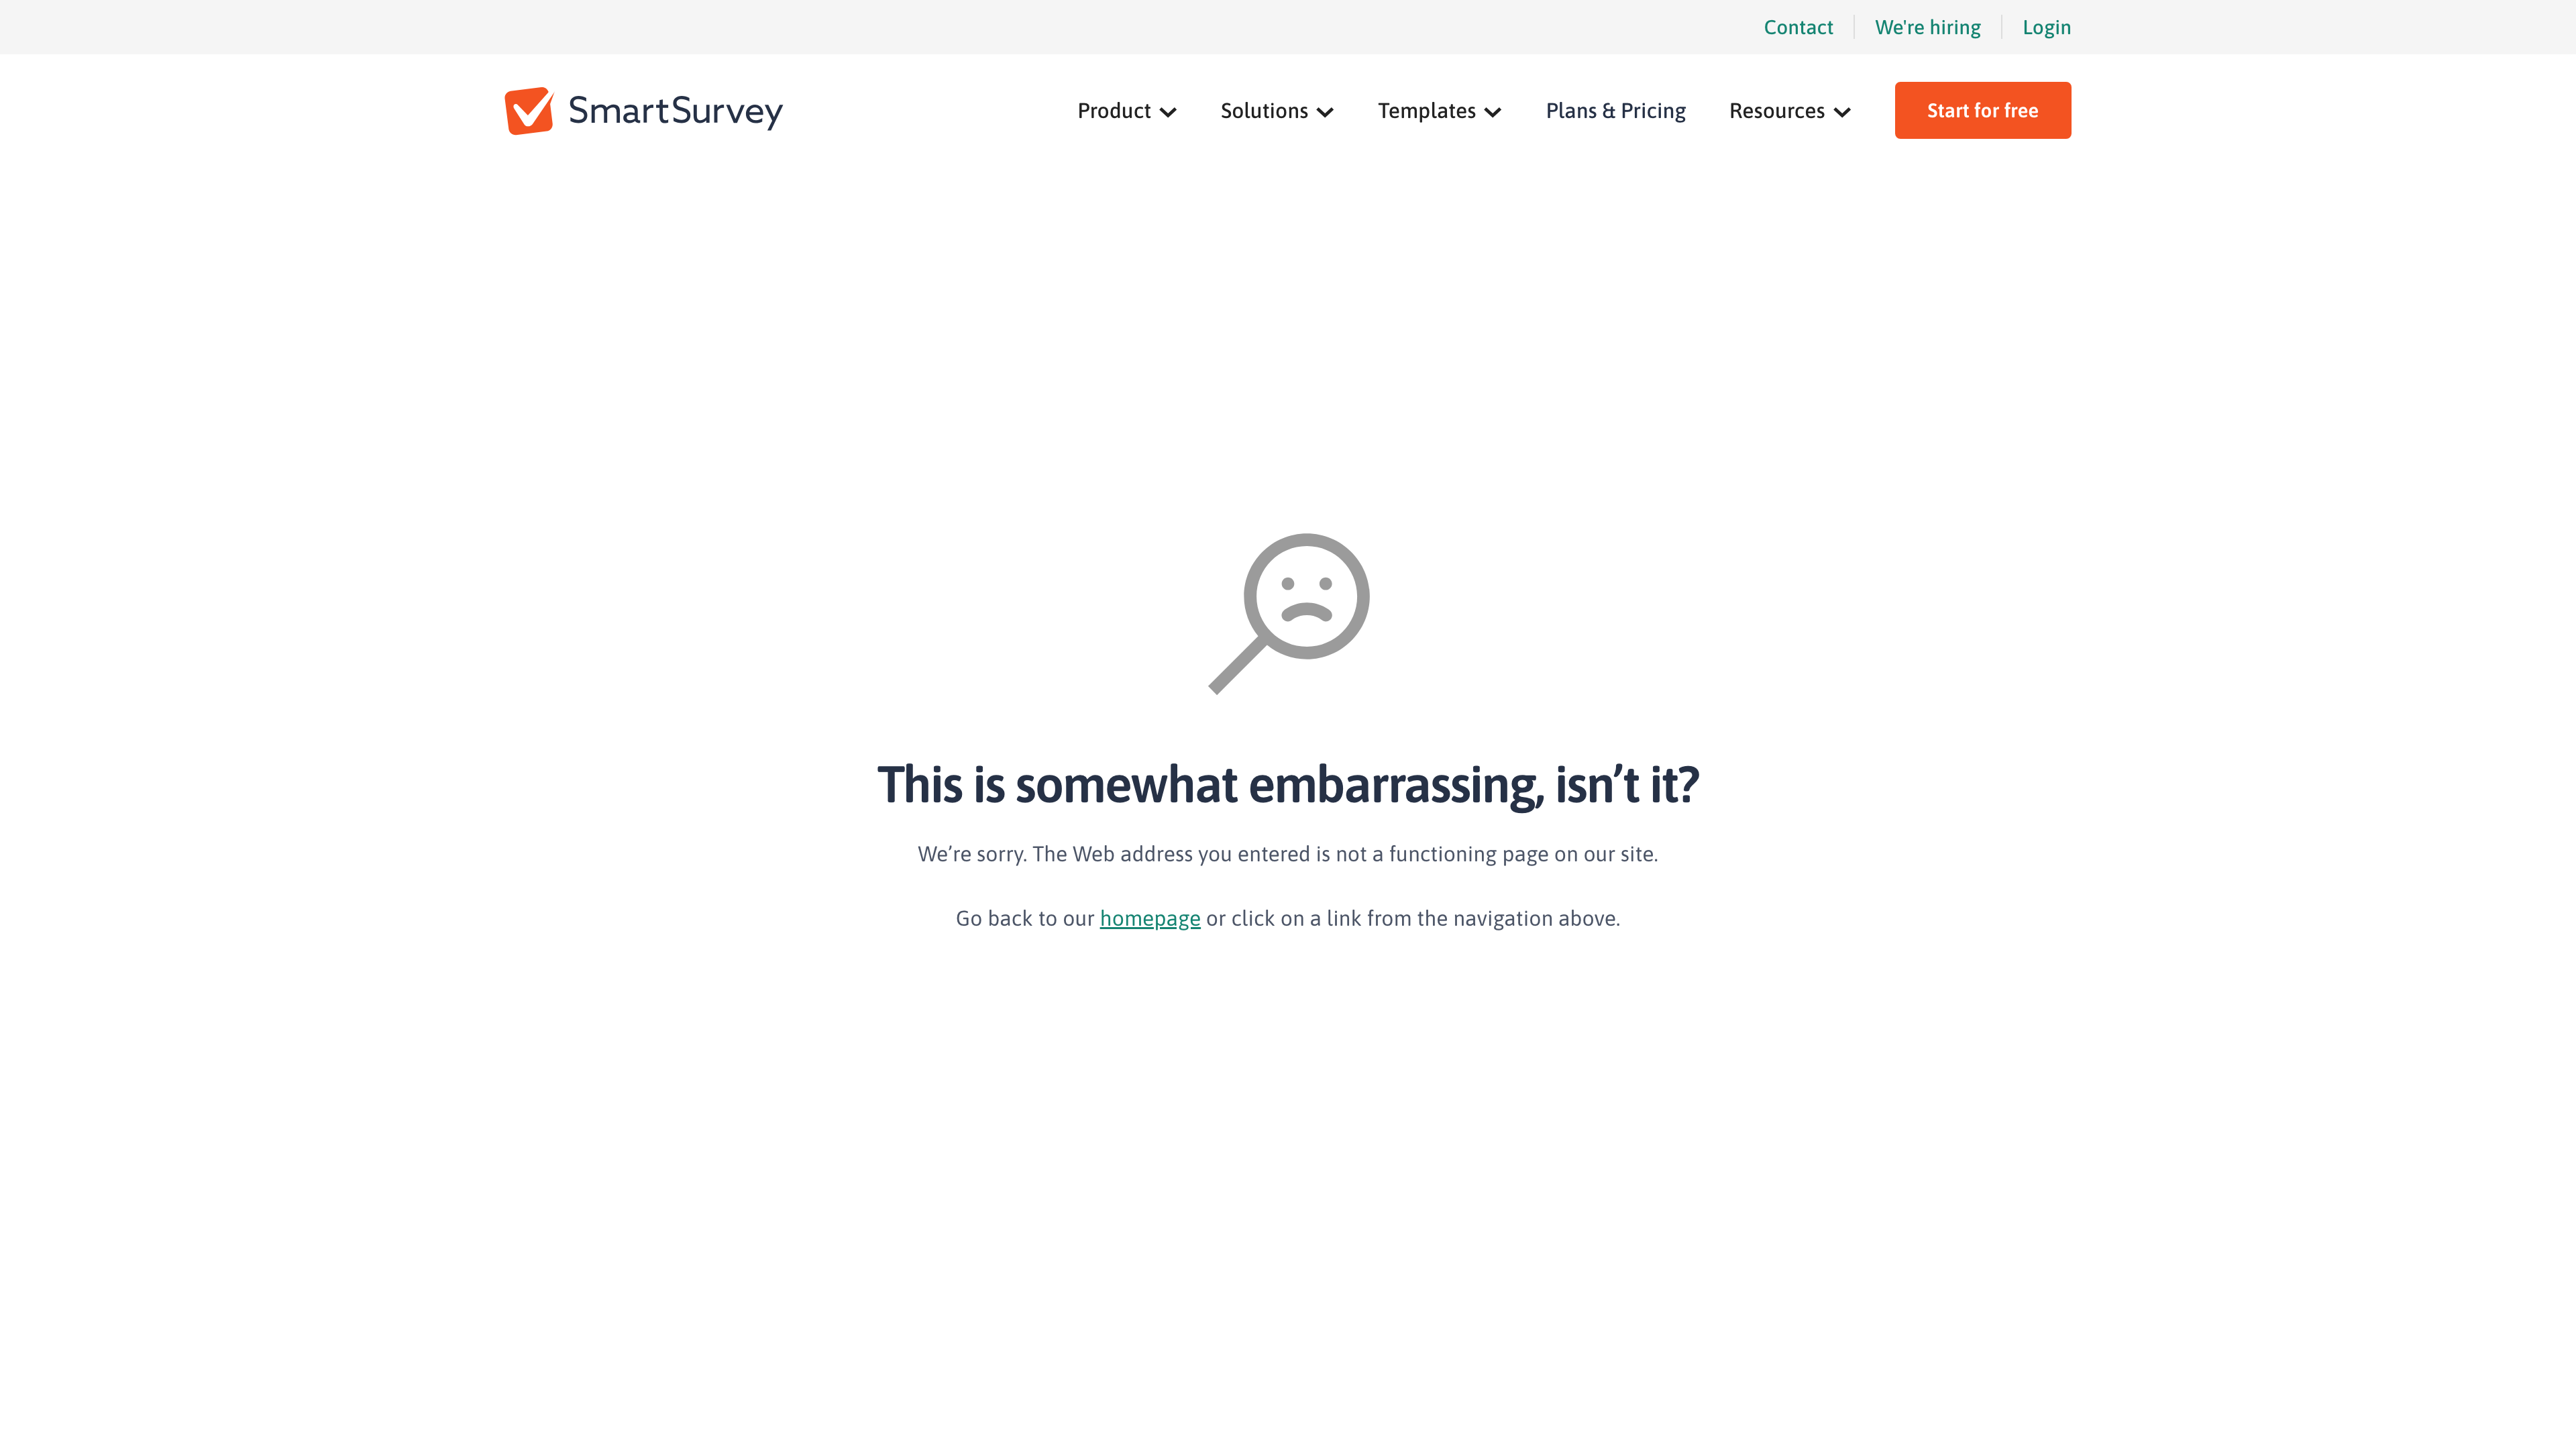 Contact We're hiring Login
SmartSurvey Product Solutions Templates Plans & Pricing Resources Start for free
This is somewhat embarrassing, isn’t it?
We’re sorry. The Web address you entered is not a functioning page on our site.
Go back to our homepage or click on a link from the navigation above.